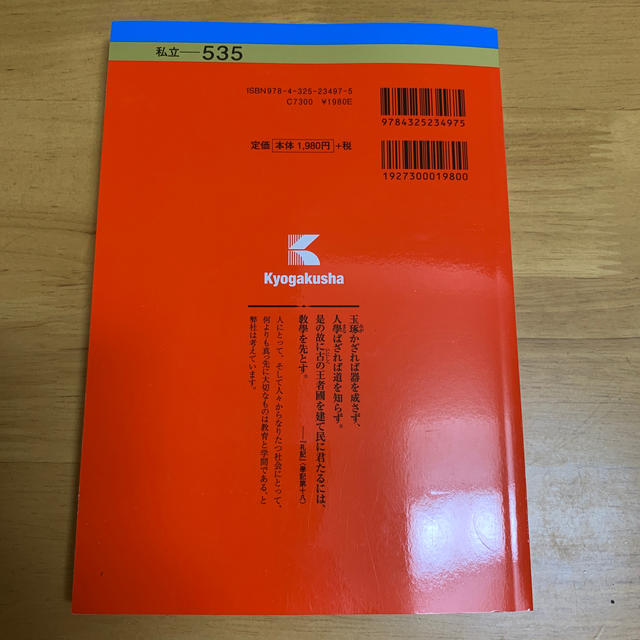 私立―535
ISBN978-4-325-23497-5
C7300 ¥1980E
9784325234975
定価 本体1,980円 +税
1927300019800
Kyogakusha
玉琢かざれば器を成さず、
人學ばざれば道を知らず。
是の故に古の王者國を建て民に君たるには、
教學を先とす。
――『礼記』(學記第十八)
人にとって、そして人々からなりたつ社会にとって、
何よりも真っ先に大切なものは教育と学問である、と
弊社は考えています。